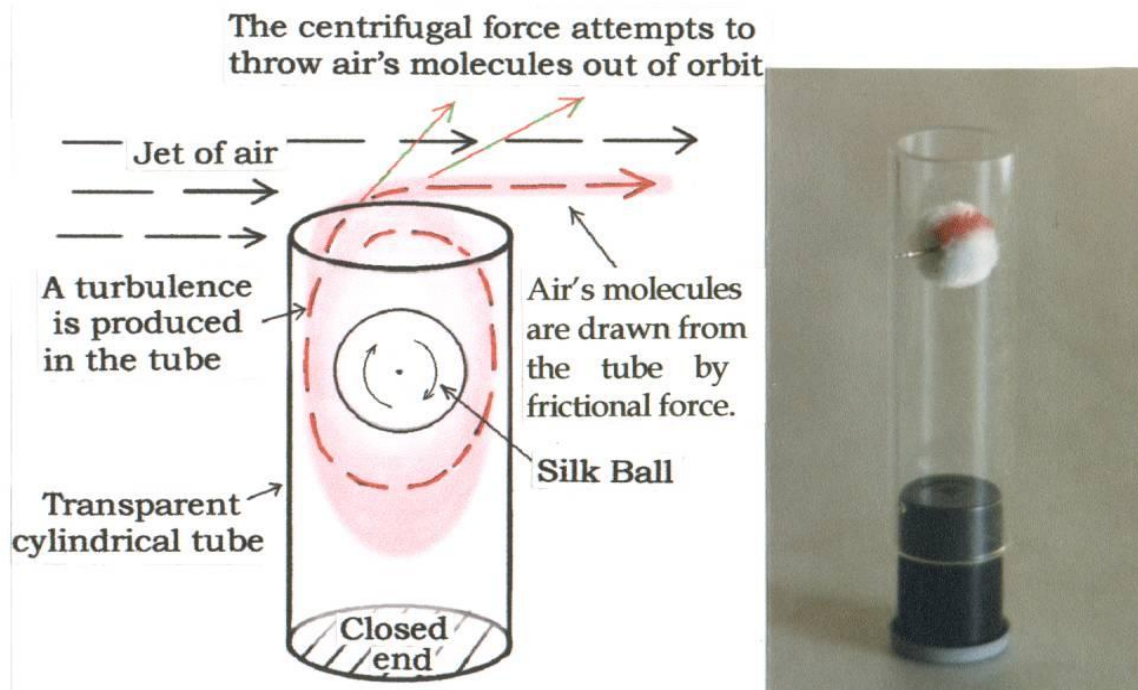 The centrifugal force attempts to
throw air's molecules out of orbit
Jet of air
A turbulence
is produced
in the tube
Air's molecules
are drawn from
the tube by
frictional force.
Silk Ball
Transparent
cylindrical tube
Closed
end